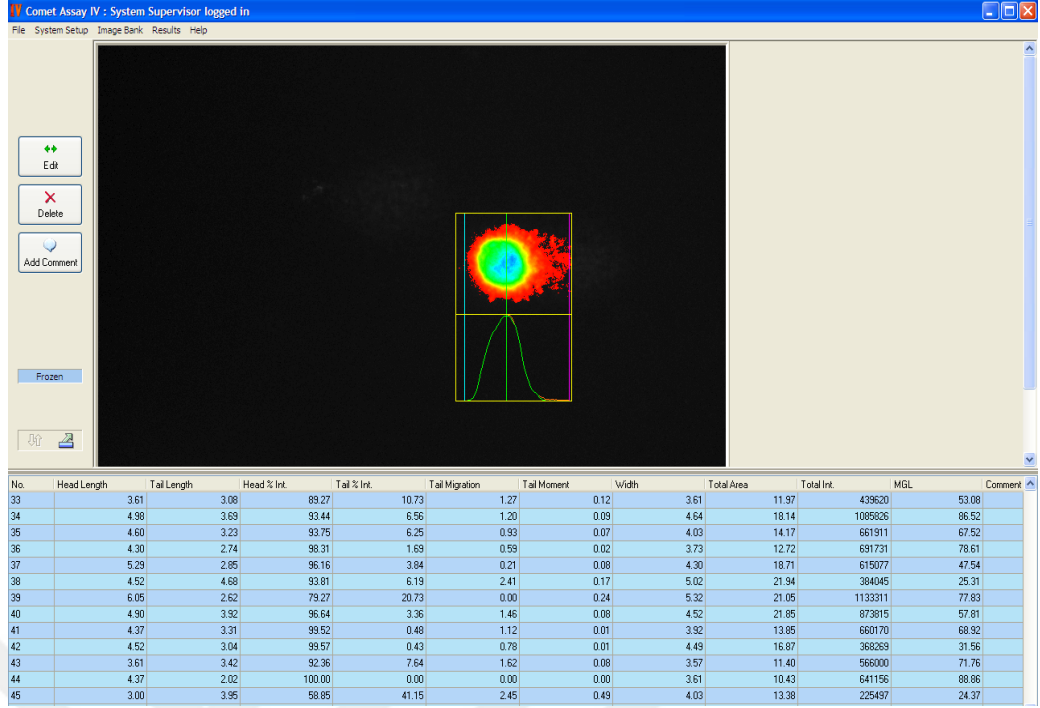 Comet Assay IV : System Supervisor logged in
File System Setup Image Bank Results Help
Edit
Delete
Add Comment
Frozen
No. Head Length Tail Length Head % Int. Tail % Int. Tail Migration Tail Moment Width Total Area Total Int. MGL Comment
33 3.61 3.08 89.27 10.73 1.27 0.12 3.61 11.97 439620 53.08
34 4.98 3.69 93.44 6.56 1.20 0.09 4.64 18.14 1085826 86.52
35 4.60 3.23 93.75 6.25 0.93 0.07 4.03 14.17 661911 67.52
36 4.30 2.74 98.31 1.69 0.59 0.02 3.73 12.72 691731 78.61
37 5.29 2.85 96.16 3.84 0.21 0.08 4.30 18.71 615077 47.54
38 4.52 4.68 93.81 6.19 2.41 0.17 5.02 21.94 384045 25.31
39 6.05 2.62 79.27 20.73 0.00 0.24 5.32 21.05 1133311 77.83
40 4.90 3.92 96.64 3.36 1.46 0.08 4.52 21.85 873815 57.81
41 4.37 3.31 99.52 0.48 1.12 0.01 3.92 13.85 660170 68.92
42 4.52 3.04 99.57 0.43 0.78 0.01 4.49 16.87 368269 31.56
43 3.61 3.42 92.36 7.64 1.62 0.08 3.57 11.40 566000 71.76
44 4.37 2.02 100.00 0.00 0.00 0.00 3.61 10.43 641156 88.86
45 3.00 3.95 58.85 41.15 2.45 0.49 4.03 13.38 225497 24.37